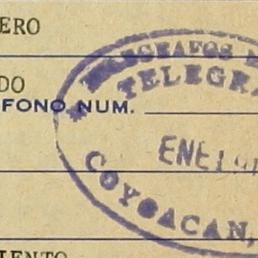 ERO
TELEGRA
DO
FONO NUM.
ENE
COYOACAN,